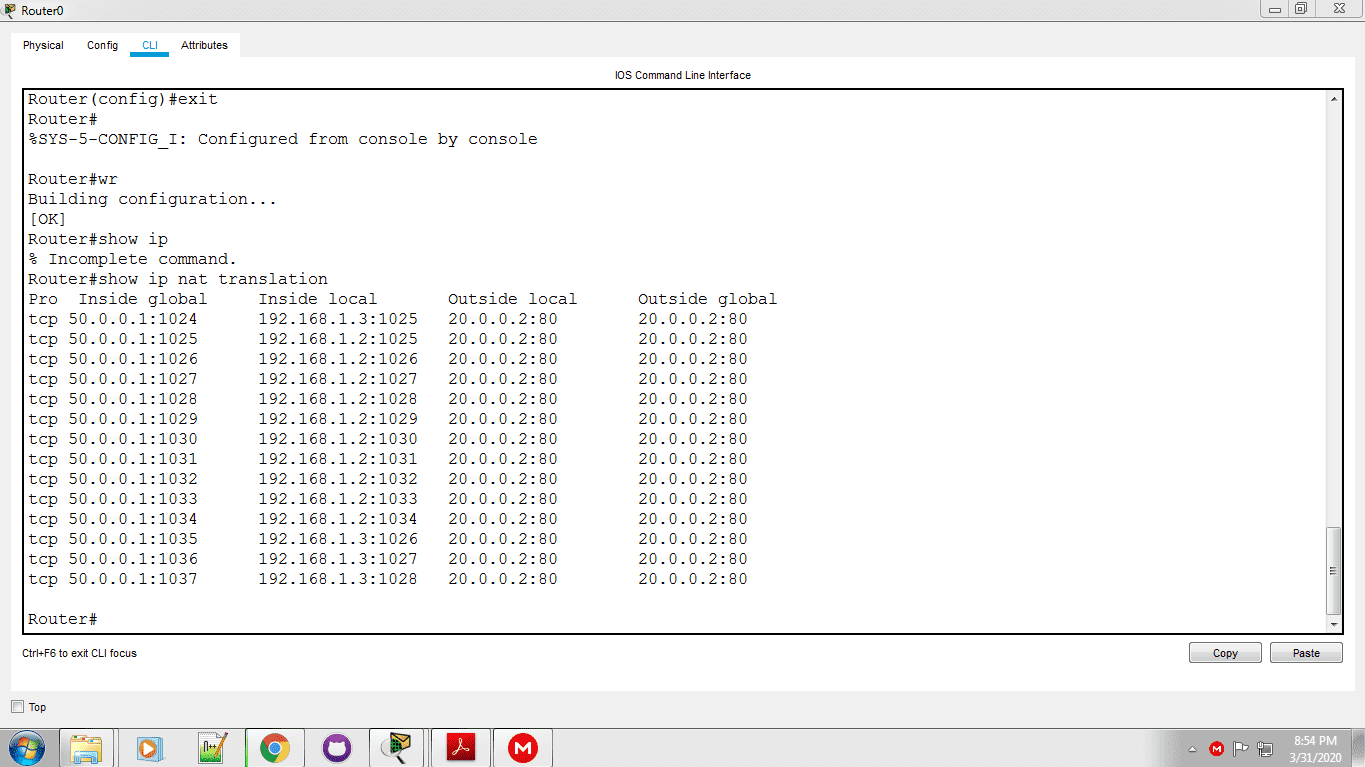 Router0
Physical Config CLI Attributes
IOS Command Line Interface
Router(config)#exit
Router#
%SYS-5-CONFIG_I: Configured from console by console
Router#wr
Building configuration...
[OK]
Router#show ip
% Incomplete command.
Router#show ip nat translation
Pro  Inside global     Inside local       Outside local      Outside global
tcp 50.0.0.1:1024      192.168.1.3:1025   20.0.0.2:80        20.0.0.2:80
tcp 50.0.0.1:1025      192.168.1.2:1025   20.0.0.2:80        20.0.0.2:80
tcp 50.0.0.1:1026      192.168.1.2:1026   20.0.0.2:80        20.0.0.2:80
tcp 50.0.0.1:1027      192.168.1.2:1027   20.0.0.2:80        20.0.0.2:80
tcp 50.0.0.1:1028      192.168.1.2:1028   20.0.0.2:80        20.0.0.2:80
tcp 50.0.0.1:1029      192.168.1.2:1029   20.0.0.2:80        20.0.0.2:80
tcp 50.0.0.1:1030      192.168.1.2:1030   20.0.0.2:80        20.0.0.2:80
tcp 50.0.0.1:1031      192.168.1.2:1031   20.0.0.2:80        20.0.0.2:80
tcp 50.0.0.1:1032      192.168.1.2:1032   20.0.0.2:80        20.0.0.2:80
tcp 50.0.0.1:1033      192.168.1.2:1033   20.0.0.2:80        20.0.0.2:80
tcp 50.0.0.1:1034      192.168.1.2:1034   20.0.0.2:80        20.0.0.2:80
tcp 50.0.0.1:1035      192.168.1.3:1026   20.0.0.2:80        20.0.0.2:80
tcp 50.0.0.1:1036      192.168.1.3:1027   20.0.0.2:80        20.0.0.2:80
tcp 50.0.0.1:1037      192.168.1.3:1028   20.0.0.2:80        20.0.0.2:80
Router#
Ctrl+F6 to exit CLI focus
Copy Paste
Top
8:54 PM
3/31/2020